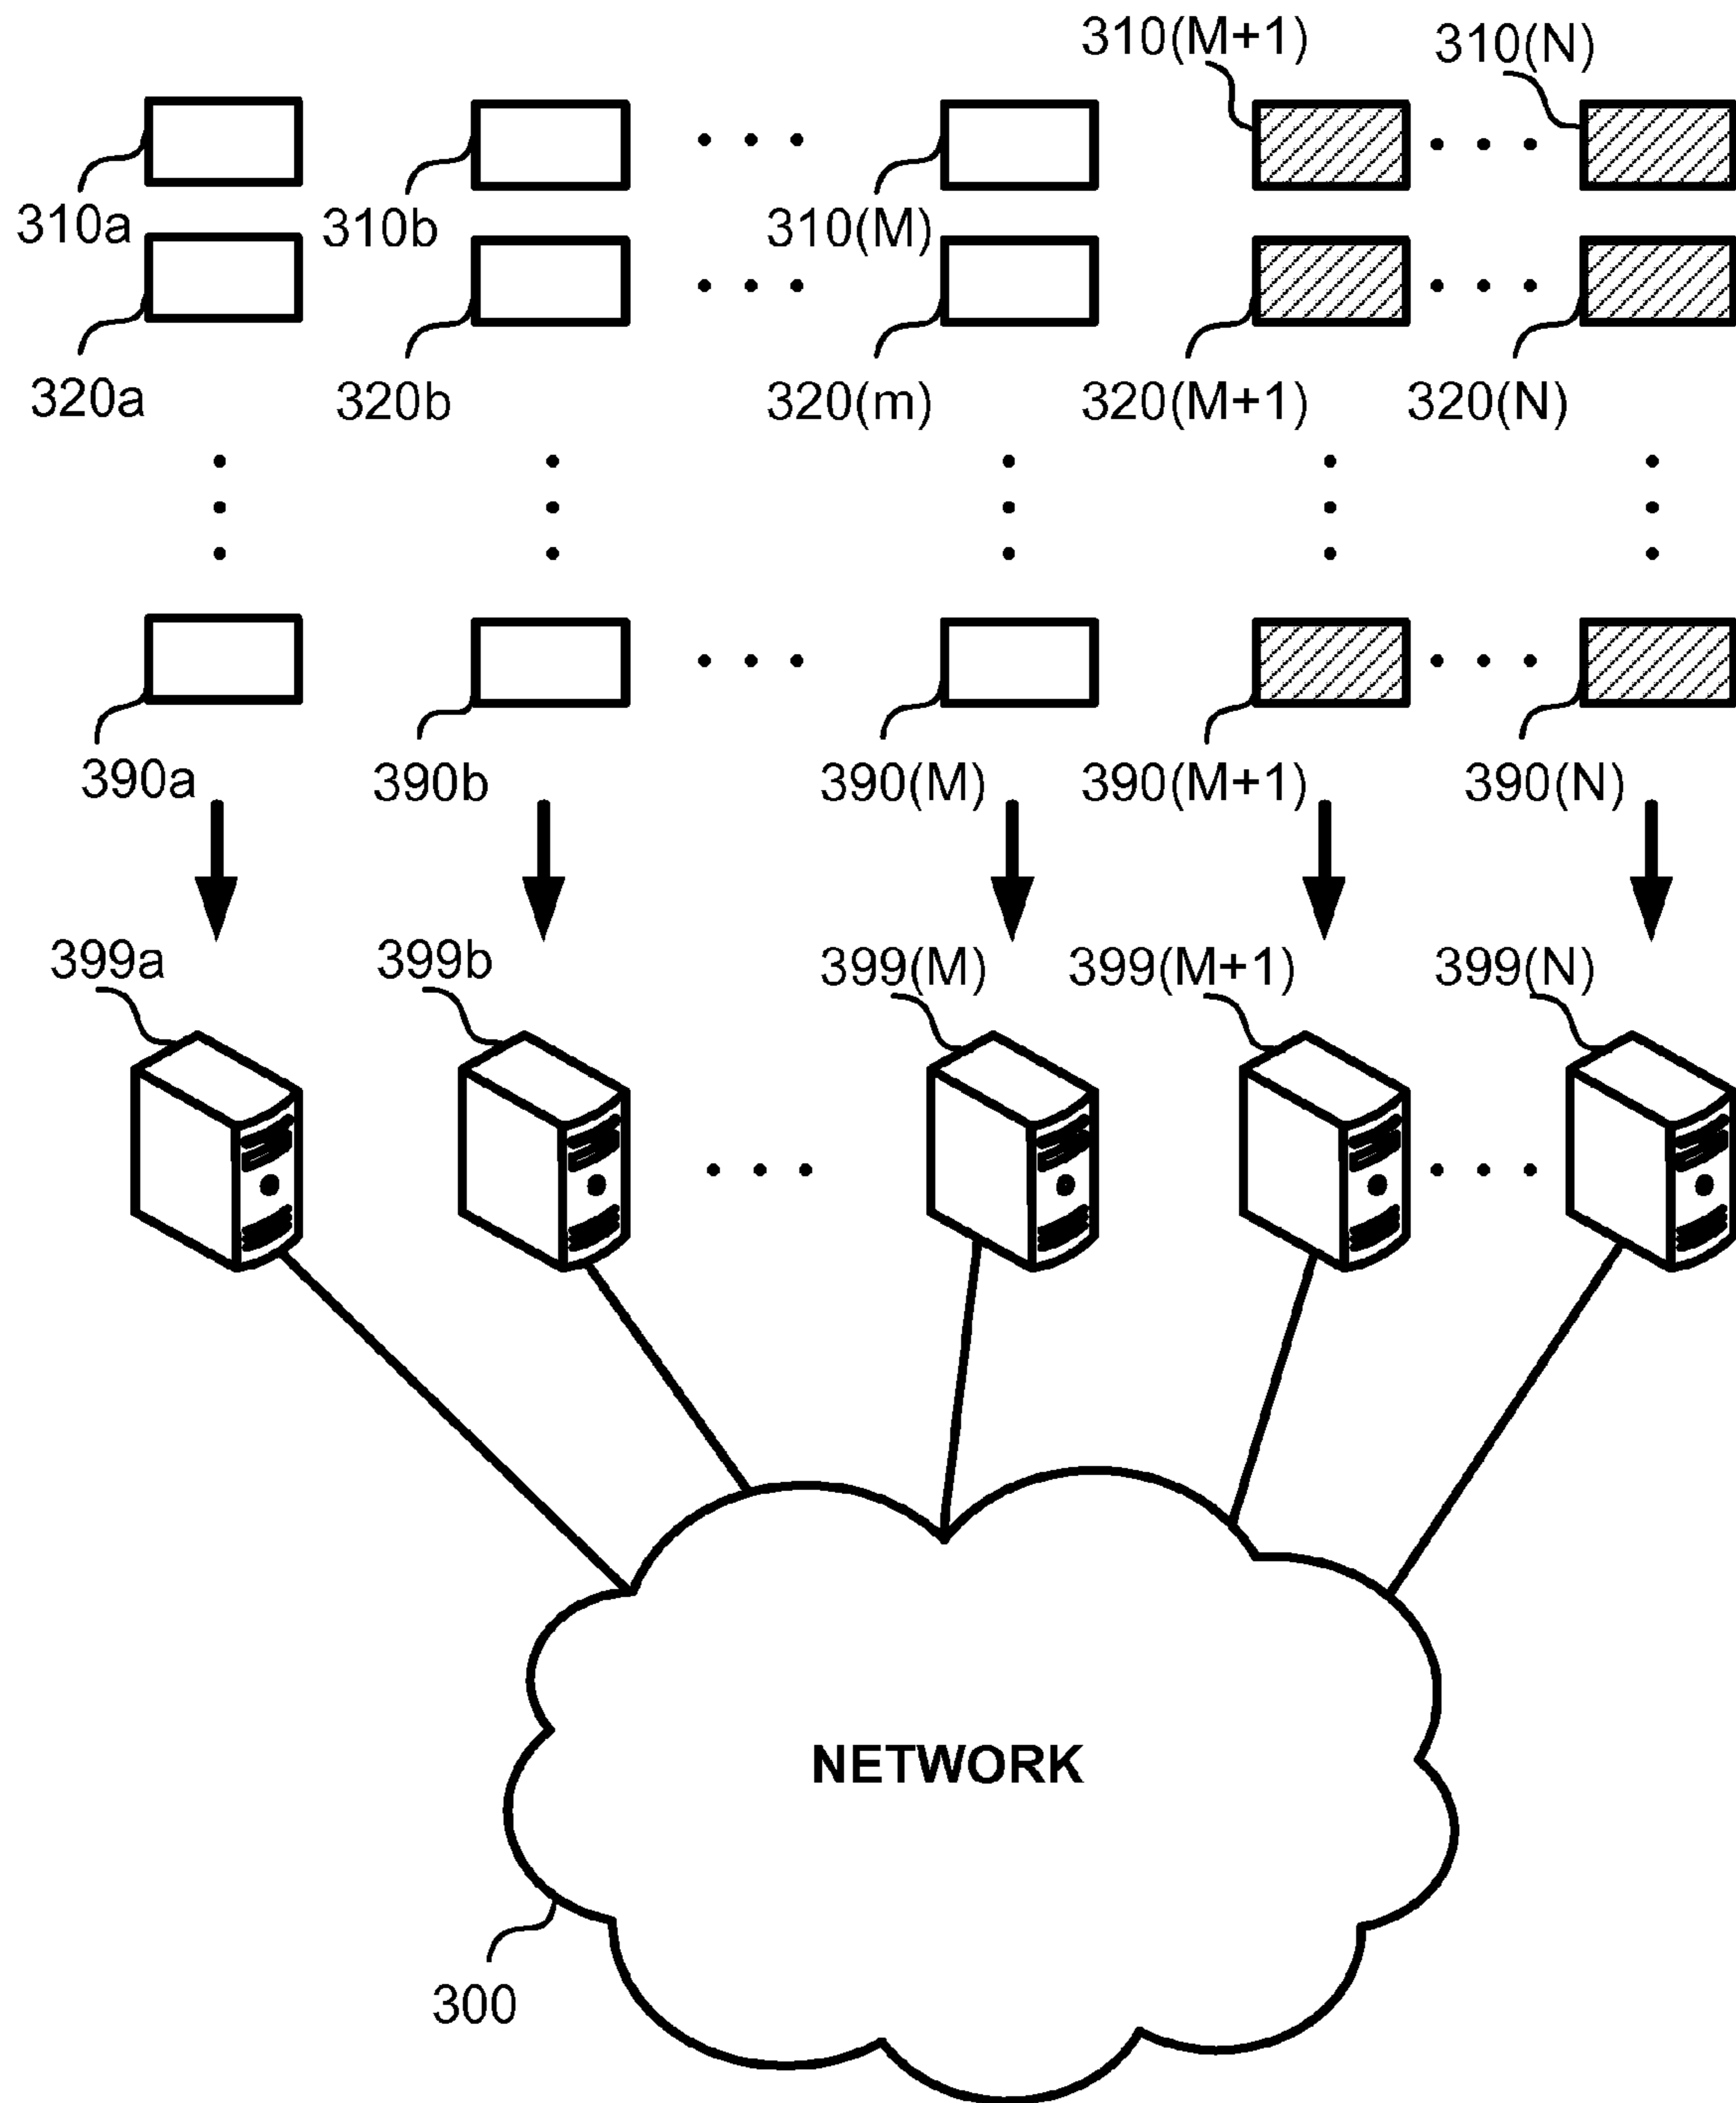 310(M+1) 310(N)
310a 310b 310(M)
320a 320b 320(m) 320(M+1) 320(N)
390a 390b 390(M) 390(M+1) 390(N)
399a 399b 399(M) 399(M+1) 399(N)
NETWORK
300